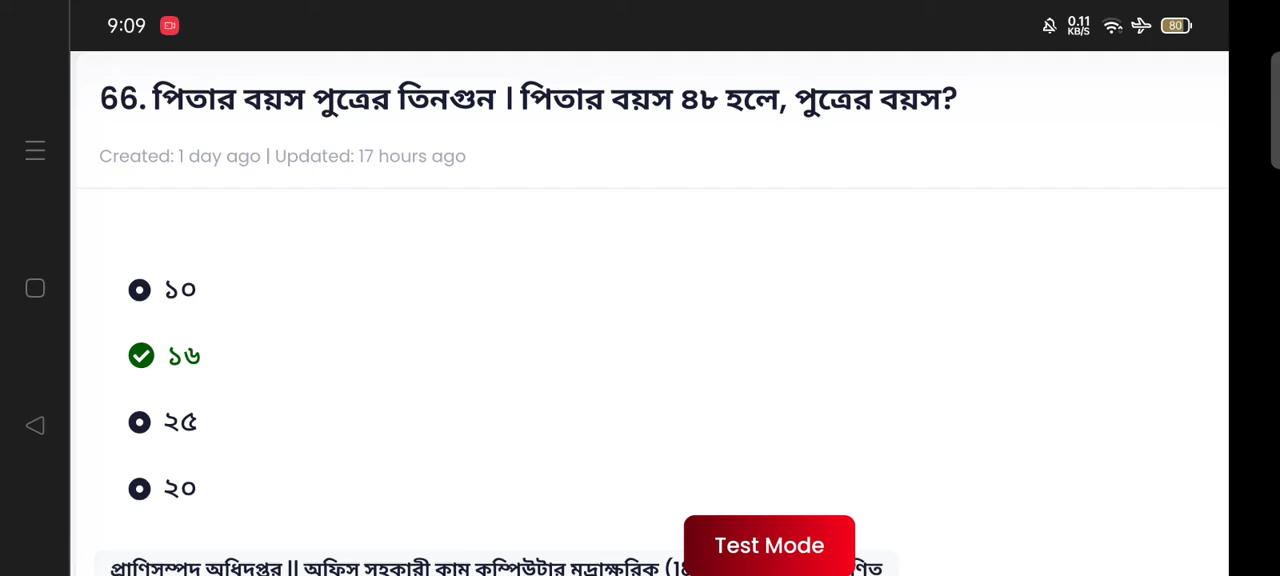 9:09
0.11
KB/S
80
66. পিতার বয়স পুত্রের তিনগুন । পিতার বয়স ৪৮ হলে, পুত্রের বয়স?
Created: 1 day ago | Updated: 17 hours ago
১০
১৬
২৫
২০
Test Mode
প্রাণিসম্পদ অধিদপ্তর || অফিস সহকারী কাম কম্পিউটার মুদ্রাক্ষরিক